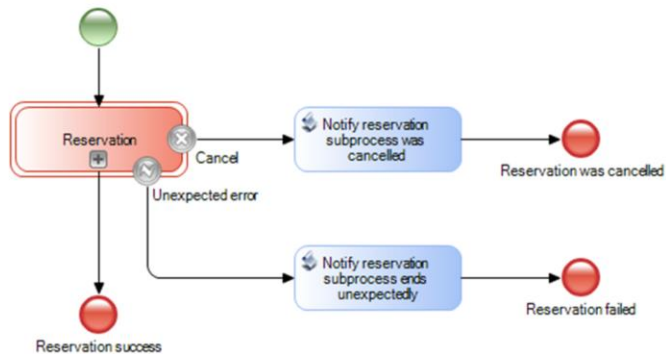 Reservation
Cancel
Unexpected error
Notify reservation
subprocess was
cancelled
Reservation was cancelled
Notify reservation
subprocess ends
unexpectedly
Reservation failed
Reservation success